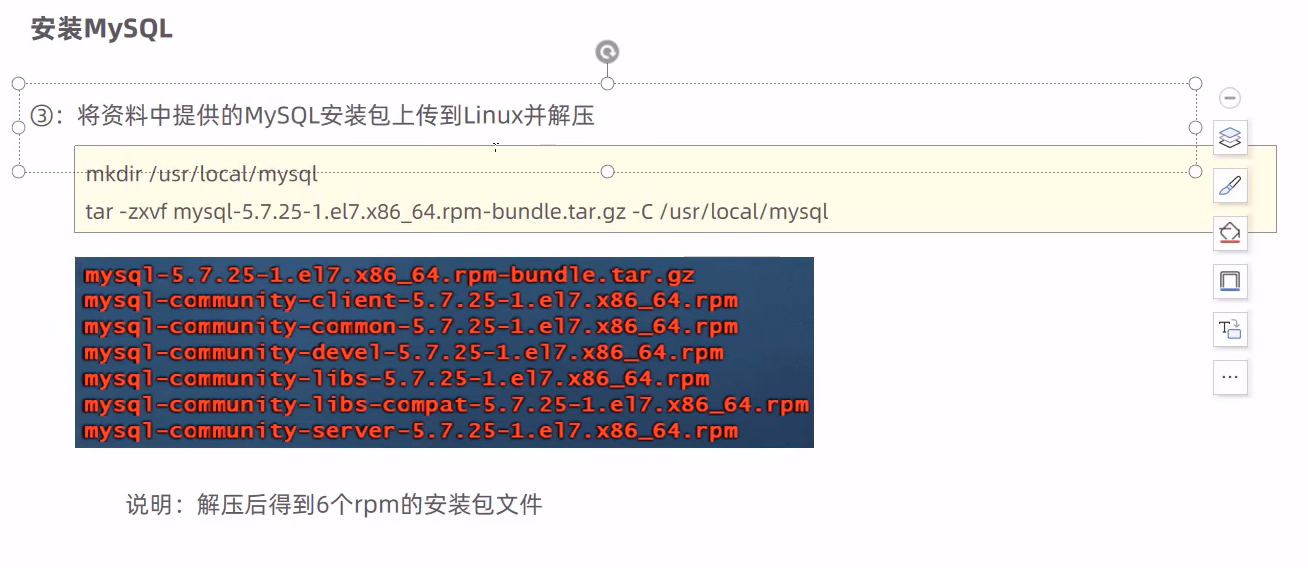 安装MySQL
③：将资料中提供的MySQL安装包上传到Linux并解压
mkdir /usr/local/mysql
tar -zxvf mysql-5.7.25-1.el7.x86_64.rpm-bundle.tar.gz -C /usr/local/mysql
mysql-5.7.25-1.el7.x86_64.rpm-bundle.tar.gz
mysql-community-client-5.7.25-1.el7.x86_64.rpm
mysql-community-common-5.7.25-1.el7.x86_64.rpm
mysql-community-devel-5.7.25-1.el7.x86_64.rpm
mysql-community-libs-5.7.25-1.el7.x86_64.rpm
mysql-community-libs-compat-5.7.25-1.el7.x86_64.rpm
mysql-community-server-5.7.25-1.el7.x86_64.rpm
说明：解压后得到6个rpm的安装包文件